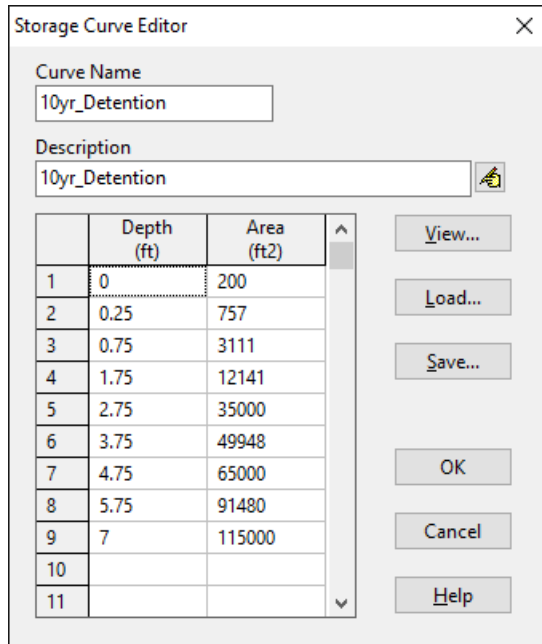 Storage Curve Editor
Curve Name
10yr_Detention
Description
10yr_Detention
Depth (ft) Area (ft2)
1 0 200
2 0.25 757
3 0.75 3111
4 1.75 12141
5 2.75 35000
6 3.75 49948
7 4.75 65000
8 5.75 91480
9 7 115000
10
11
View...
Load...
Save...
OK
Cancel
Help